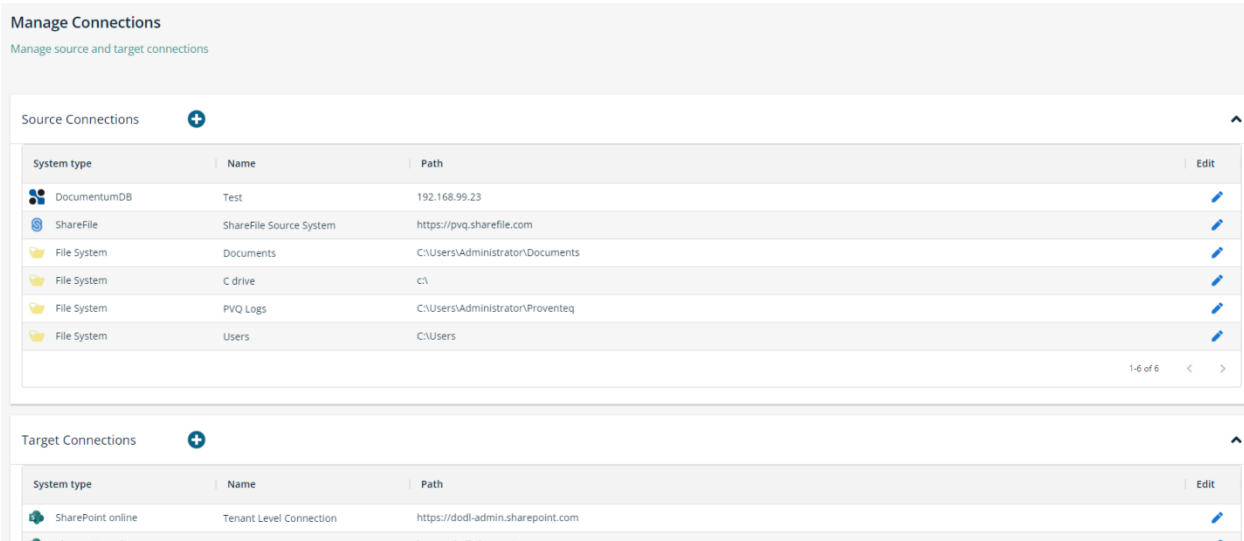 Manage Connections
Manage source and target connections
Source Connections
System type Name Path Edit
DocumentumDB Test 192.168.99.23
ShareFile ShareFile Source System https://pvq.sharefile.com
File System Documents C:\Users\Administrator\Documents
File System C drive c:\
File System PVQ Logs C:\Users\Administrator\Proventeq
File System Users C:\Users
1-6 of 6
Target Connections
System type Name Path Edit
SharePoint online Tenant Level Connection https://dodl-admin.sharepoint.com